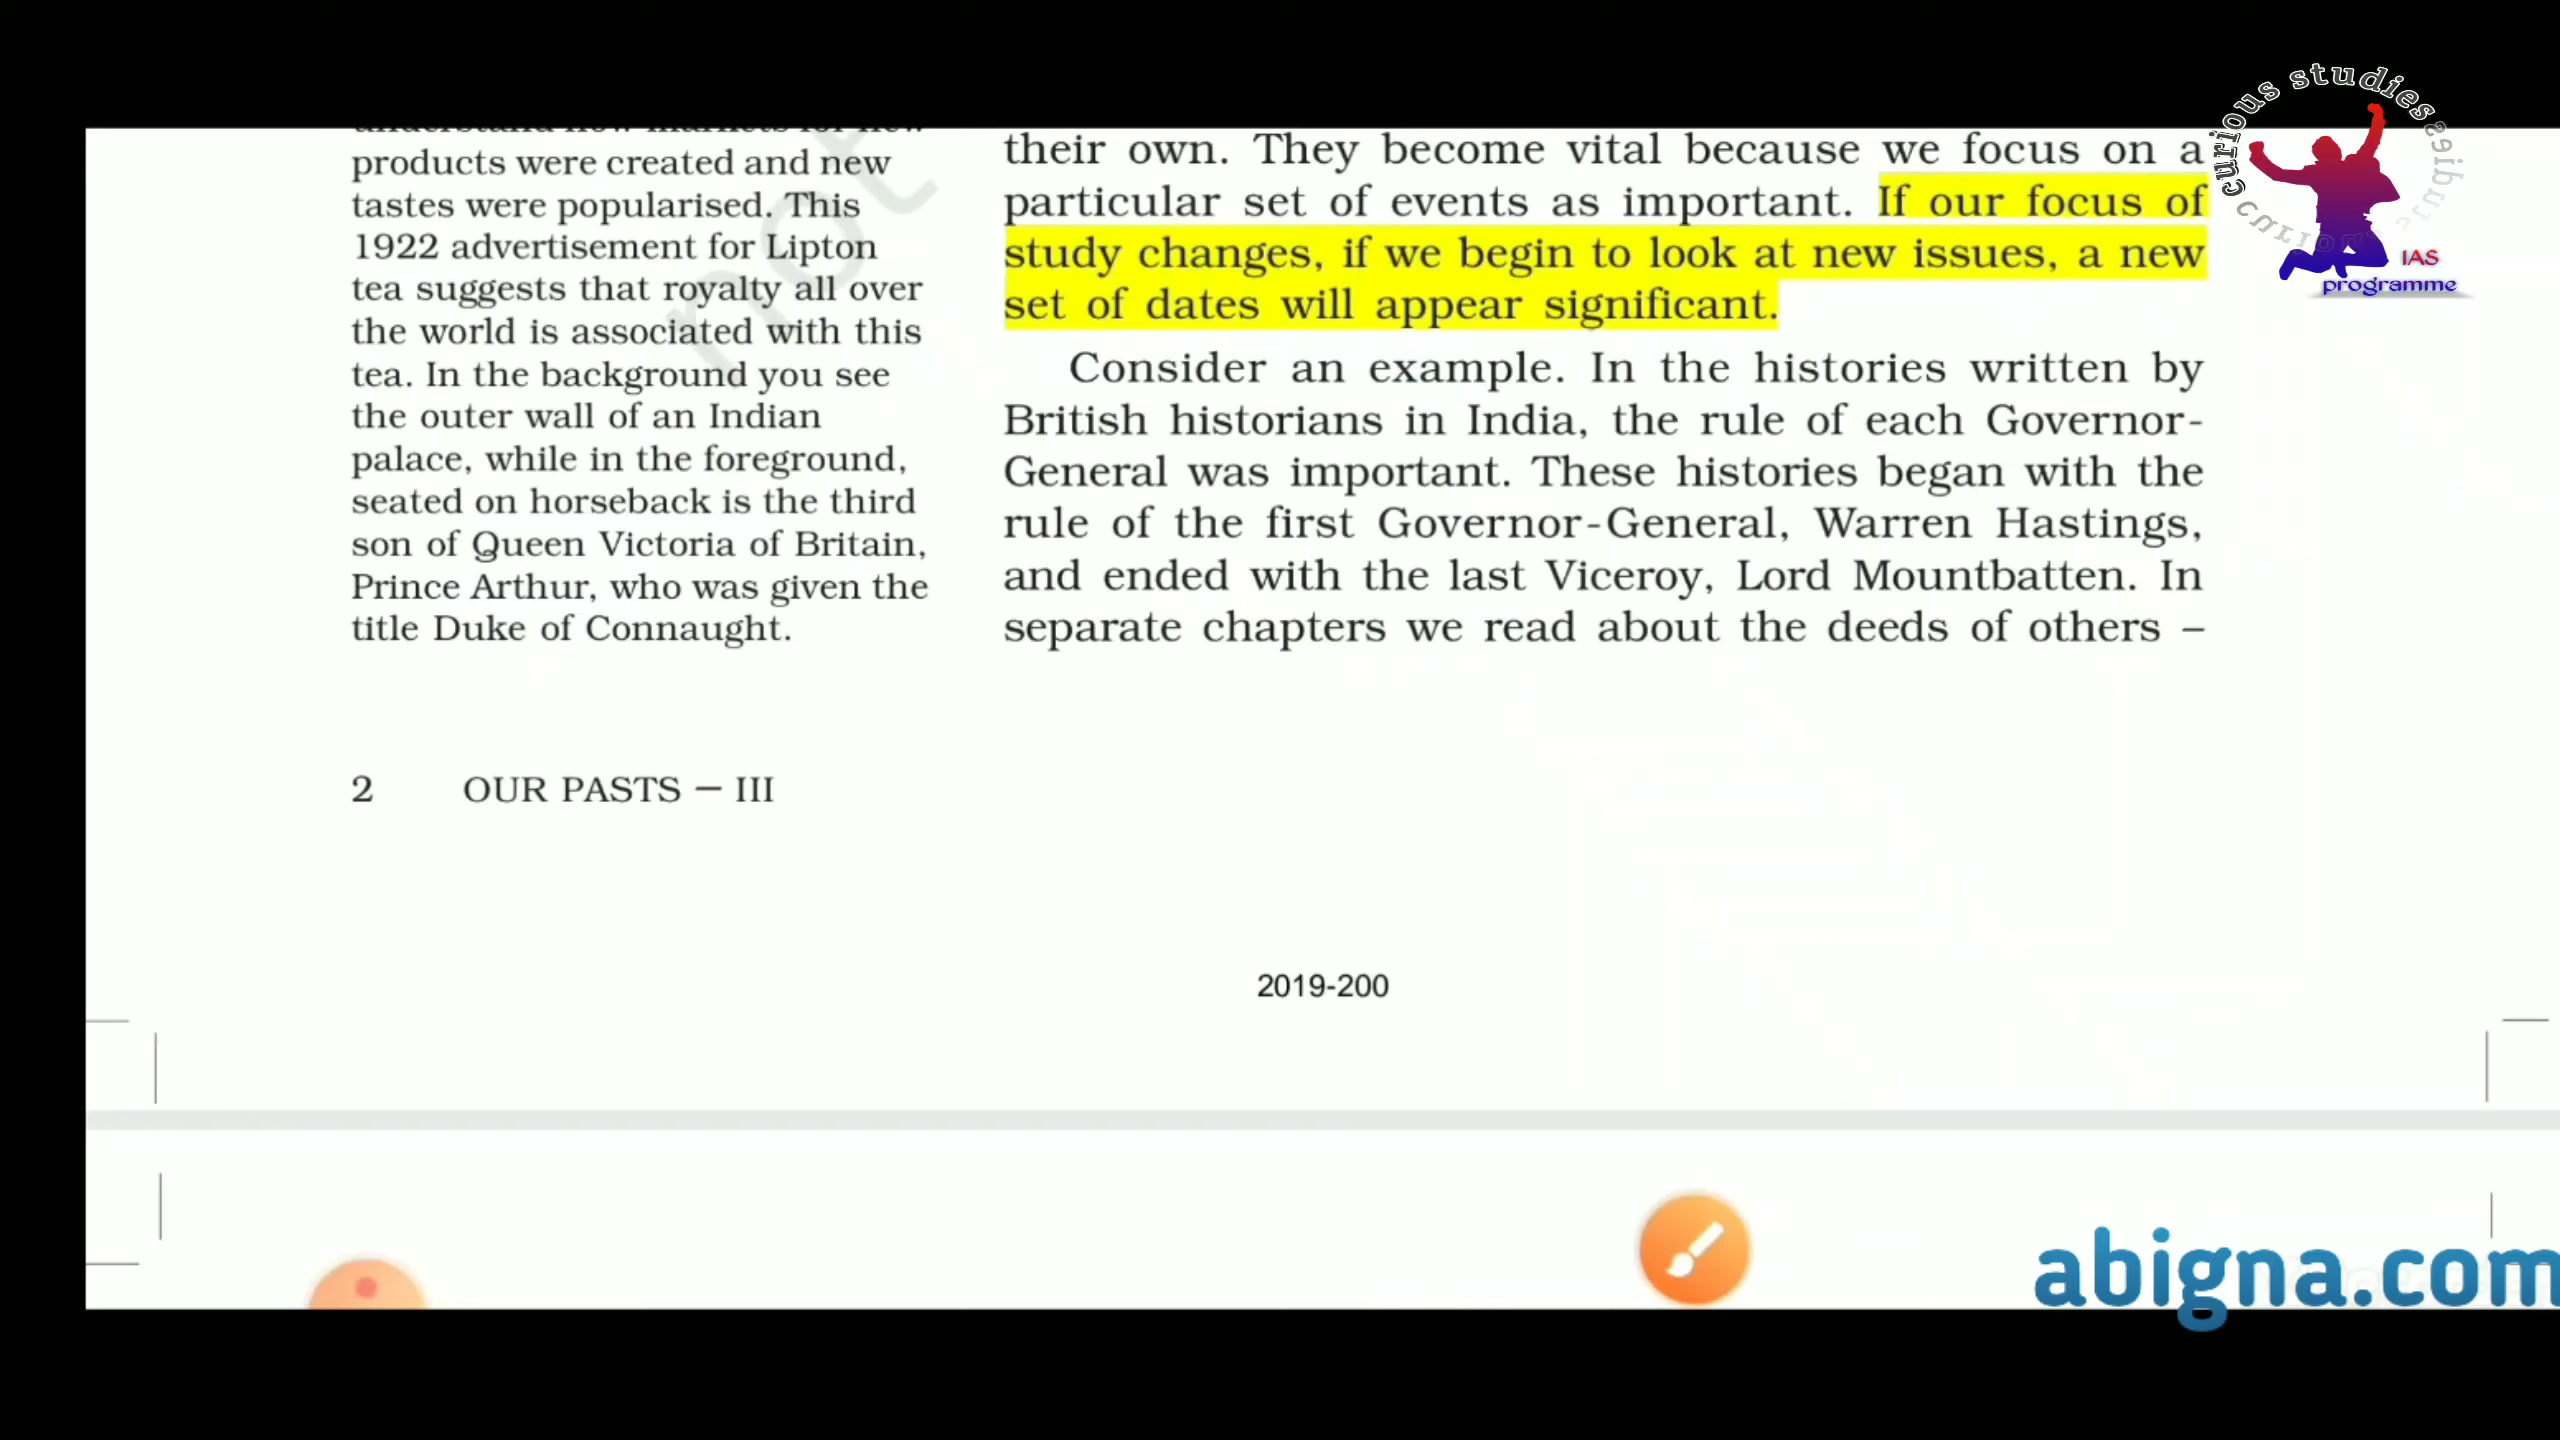 understand how markets for new
products were created and new
tastes were popularised. This
1922 advertisement for Lipton
tea suggests that royalty all over
the world is associated with this
tea. In the background you see
the outer wall of an Indian
palace, while in the foreground,
seated on horseback is the third
son of Queen Victoria of Britain,
Prince Arthur, who was given the
title Duke of Connaught.
their own. They become vital because we focus on a
particular set of events as important. If our focus of
study changes, if we begin to look at new issues, a new
set of dates will appear significant.
Consider an example. In the histories written by
British historians in India, the rule of each Governor-
General was important. These histories began with the
rule of the first Governor-General, Warren Hastings,
and ended with the last Viceroy, Lord Mountbatten. In
separate chapters we read about the deeds of others –
2 OUR PASTS – III
2019-200
not
curious studies
curious studies
IAS
programme
abigna.com